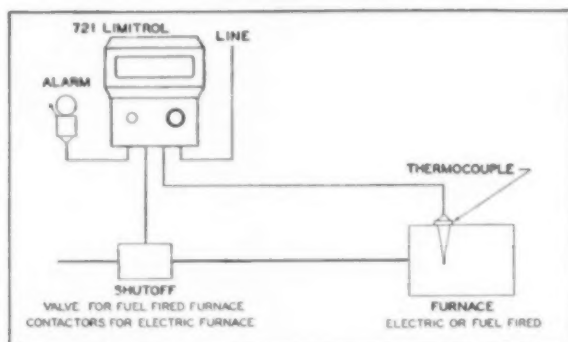 721 LIMITROL
LINE
ALARM
THERMOCOUPLE
SHUTOFF
VALVE FOR FUEL FIRED FURNACE
CONTACTORS FOR ELECTRIC FURNACE
FURNACE
ELECTRIC OR FUEL FIRED